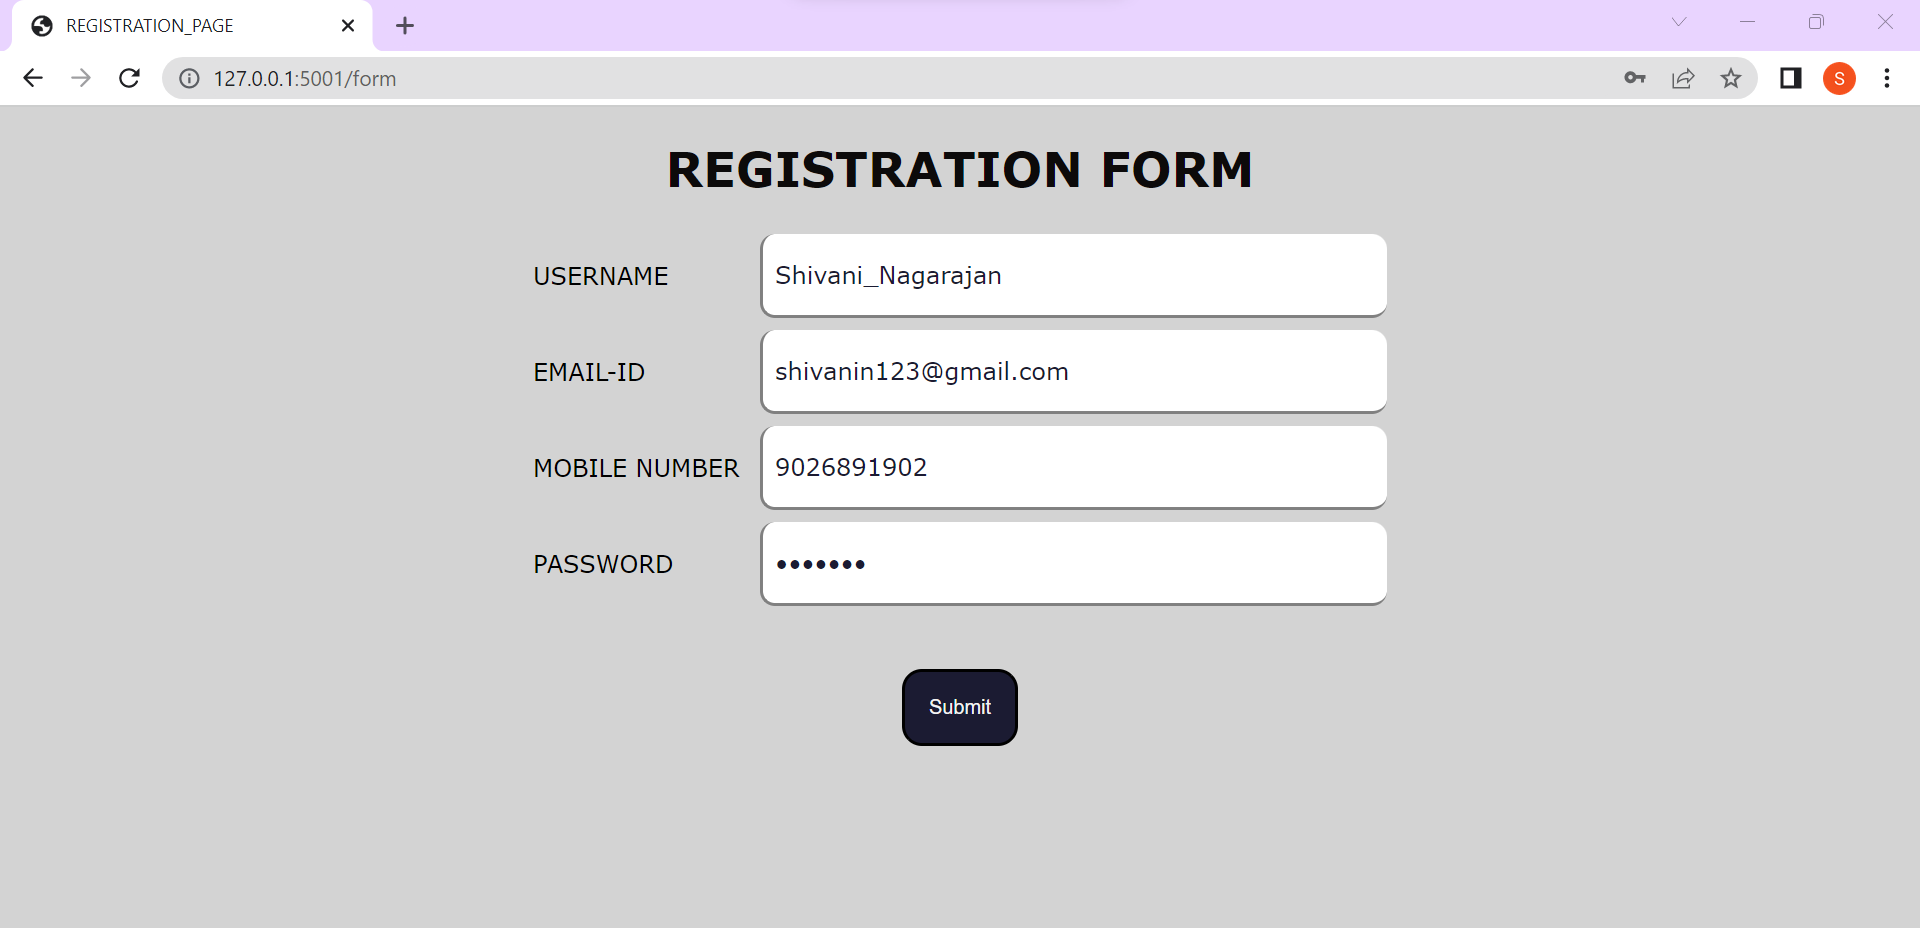 REGISTRATION_PAGE
127.0.0.1:5001/form
S
REGISTRATION FORM
USERNAME Shivani_Nagarajan
EMAIL-ID shivanin123@gmail.com
MOBILE NUMBER 9026891902
PASSWORD •••••••
Submit